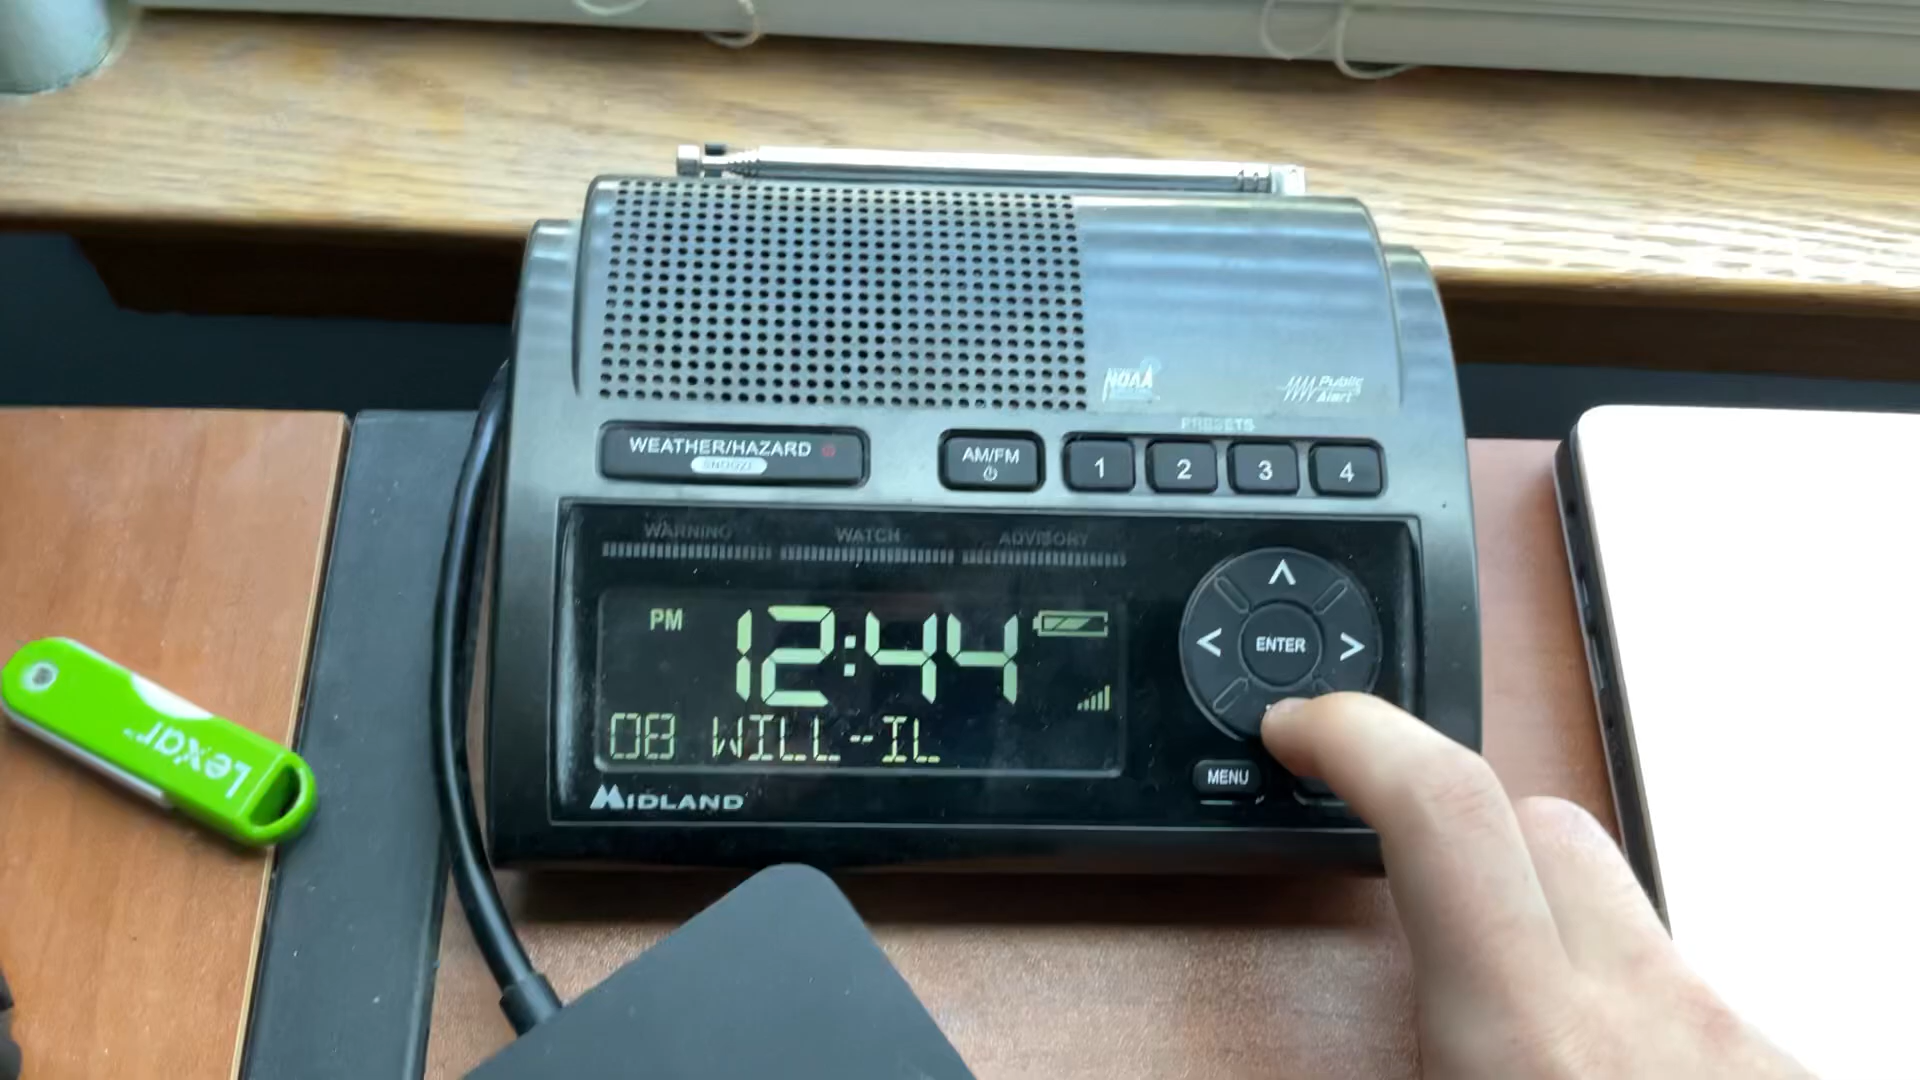 NOAA
Public
Alert
PRESETS
WEATHER/HAZARD
SNOOZE
AM/FM
1
2
3
4
WARNING
WATCH
ADVISORY
PM
12:44
08 WILL-IL
MIDLAND
ENTER
MENU
Lexar